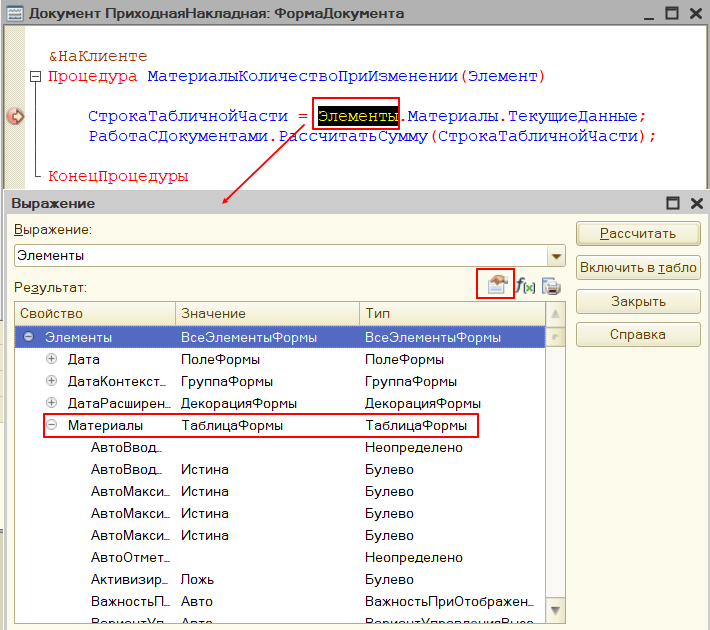 Документ ПриходнаяНакладная: ФормаДокумента
&НаКлиенте
Процедура МатериалыКоличествоПриИзменении(Элемент)
СтрокаТабличнойЧасти = Элементы.Материалы.ТекущиеДанные;
РаботаСДокументами.РассчитатьСумму(СтрокаТабличнойЧасти);
КонецПроцедуры
Выражение
Выражение:
Рассчитать
Элементы
Включить в табло
Результат:
f(x)
Закрыть
Свойство Значение Тип
Справка
Элементы ВсеЭлементыФормы ВсеЭлементыФормы
Дата ПолеФормы ПолеФормы
ДатаКонтекст... ГруппаФормы ГруппаФормы
ДатаРасширен... ДекорацияФормы ДекорацияФормы
Материалы ТаблицаФормы ТаблицаФормы
АвтоВвод... Неопределено
АвтоВвод... Истина Булево
АвтоМакси... Истина Булево
АвтоМакси... Истина Булево
АвтоМакси... Истина Булево
АвтоОтмет... Неопределено
Активизир... Ложь Булево
ВажностьП... Авто ВажностьПриОтображен...